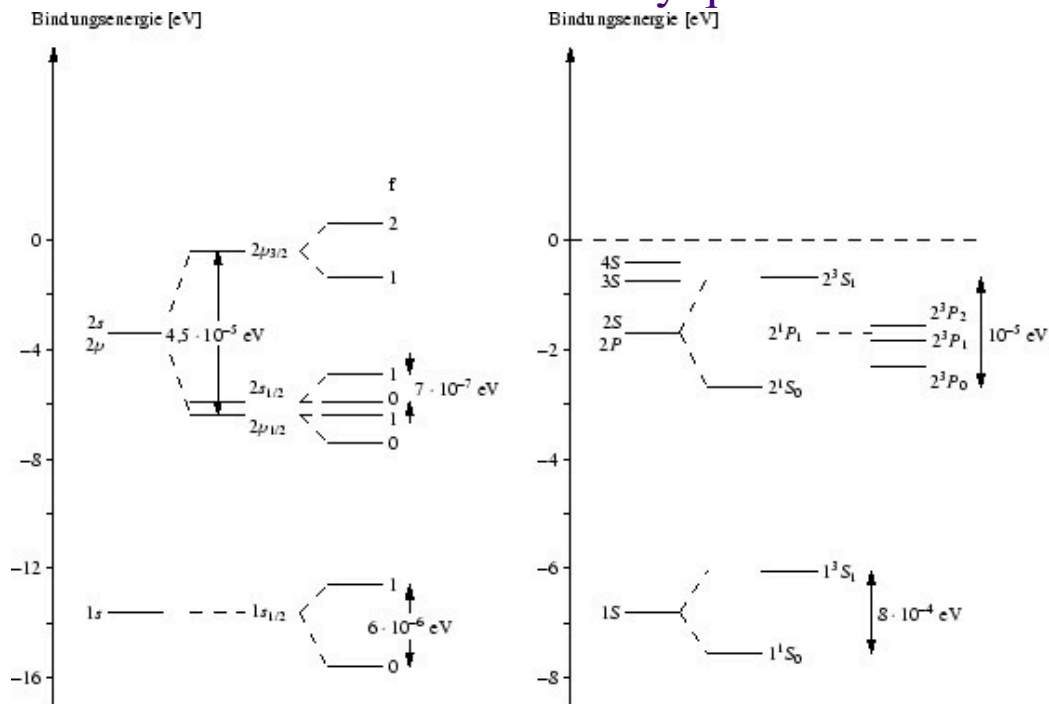 Bindungsenergie [eV]
f
2
0
2p3/2
1
2s
2p
4,5 · 10⁻⁵ eV
−4
1
2s1/2
0
7 · 10⁻⁷ eV
1
2p1/2
0
−8
−12
1
1s
1s1/2
6 · 10⁻⁶ eV
0
−16
Bindungsenergie [eV]
0
4S
3S
2³S₁
2S
2P
2¹P₁
2³P₂
2³P₁
2³P₀
10⁻⁵ eV
−2
2¹S₀
−4
−6
1³S₁
1S
8 · 10⁻⁴ eV
1¹S₀
−8